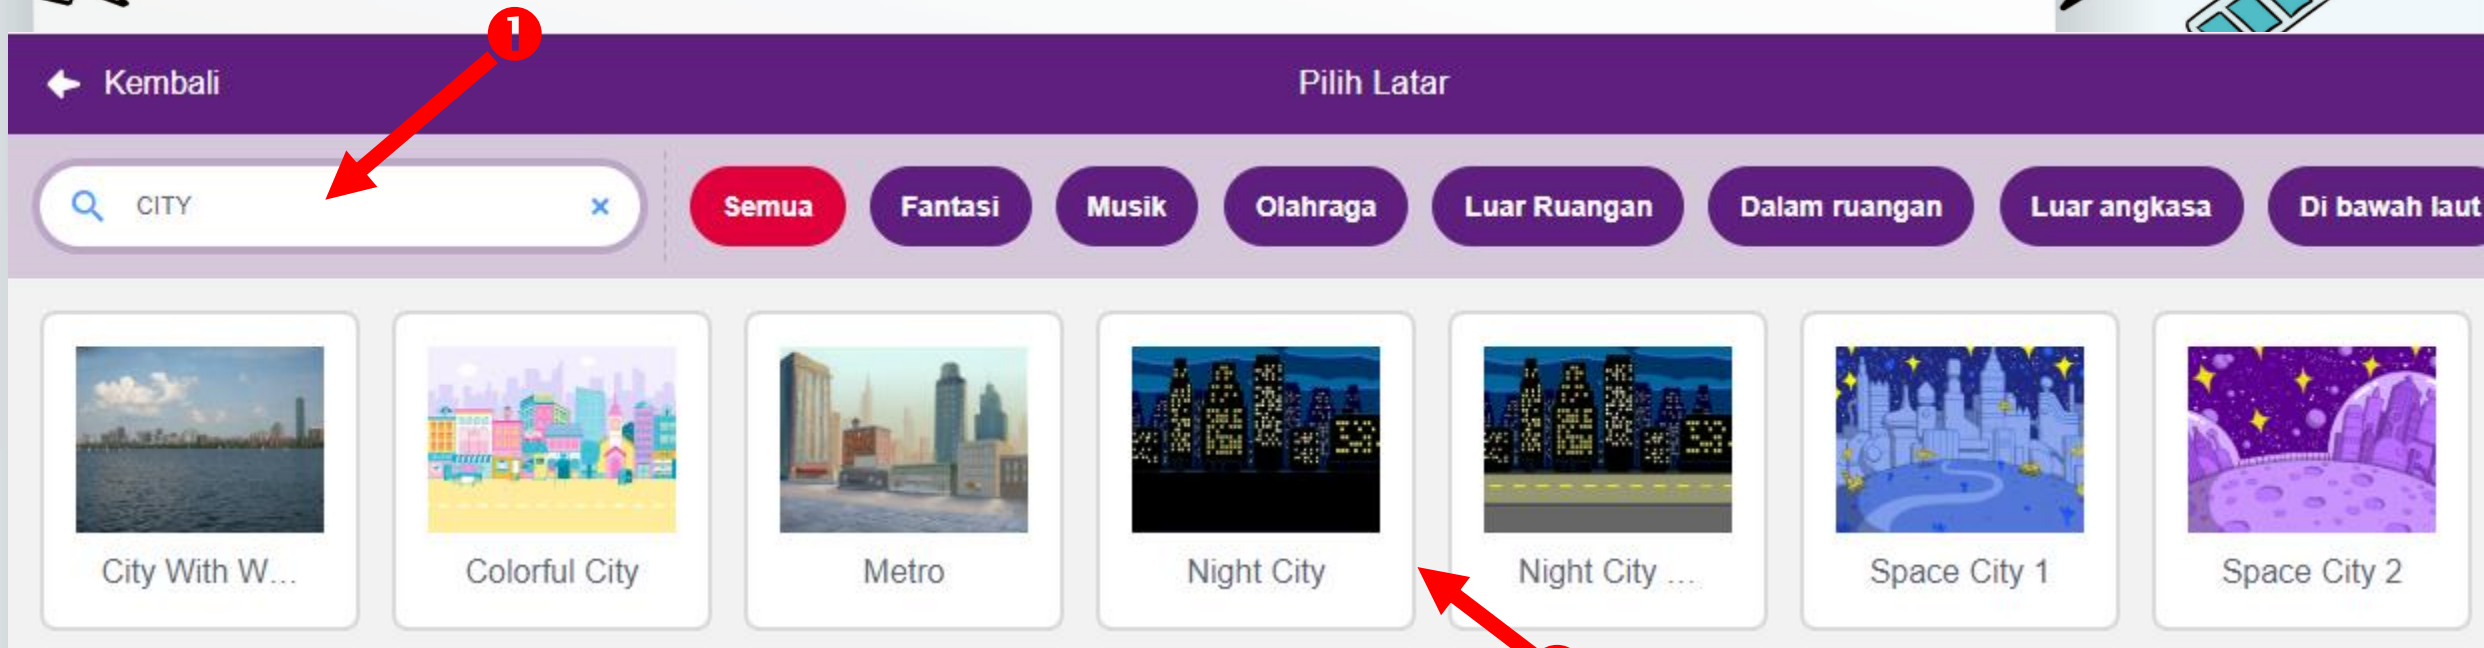 1
Kembali
Pilih Latar
CITY ×
Semua
Fantasi
Musik
Olahraga
Luar Ruangan
Dalam ruangan
Luar angkasa
Di bawah laut
City With W...
Colorful City
Metro
Night City
Night City ...
Space City 1
Space City 2